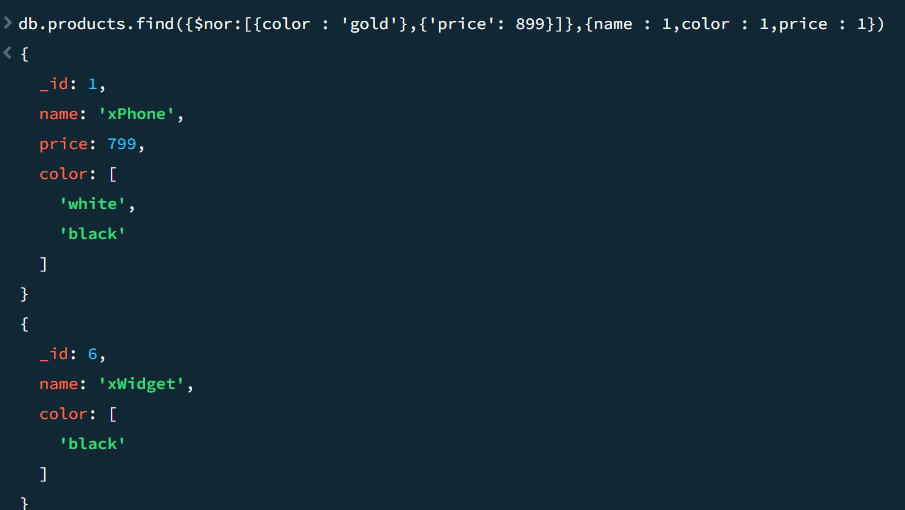 > db.products.find({$nor:[{color : 'gold'},{'price': 899}]},{name : 1,color : 1,price : 1})
< {
_id: 1,
name: 'xPhone',
price: 799,
color: [
'white',
'black'
]
}
{
_id: 6,
name: 'xWidget',
color: [
'black'
]
}